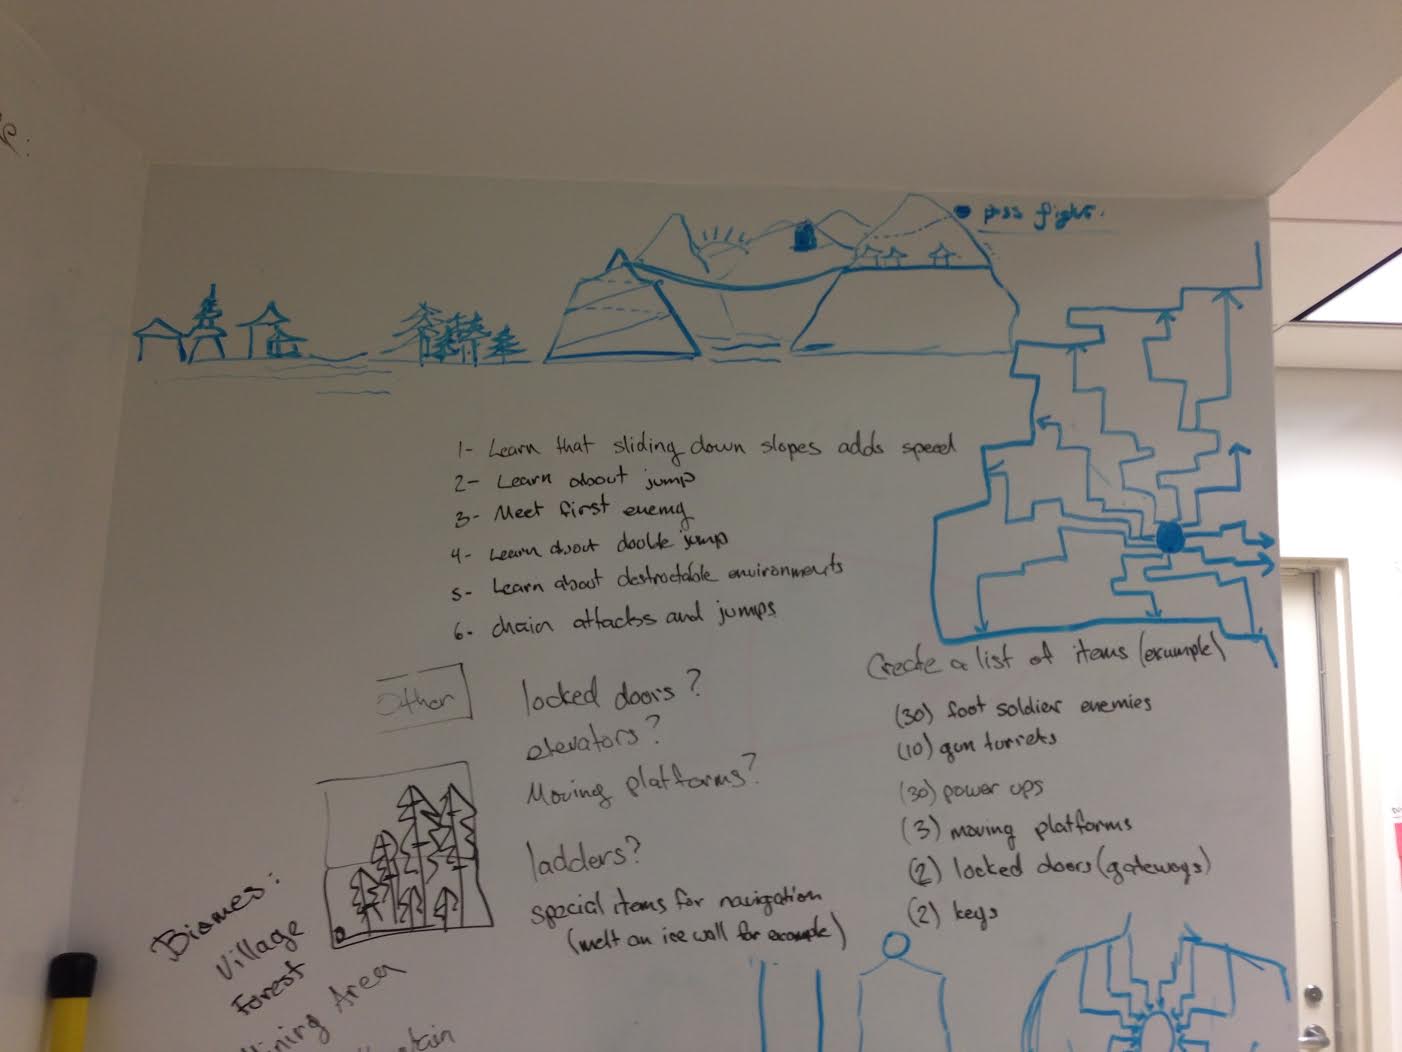 boss fight.
1- Learn that sliding down slopes adds speed
2- Learn about jump
3- Meet first enemy
4- Learn about double jump
5- Learn about destructable environments
6- chain attacks and jumps
Other
locked doors?
elevators?
Moving platforms?
ladders?
special items for navigation
(melt an ice wall for example)
Create a list of items (example)
(30) foot soldier enemies
(10) gun turrets
(30) power ups
(3) moving platforms
(2) locked doors (gateways)
(2) keys
Biomes:
Village
Forest
Mining Area